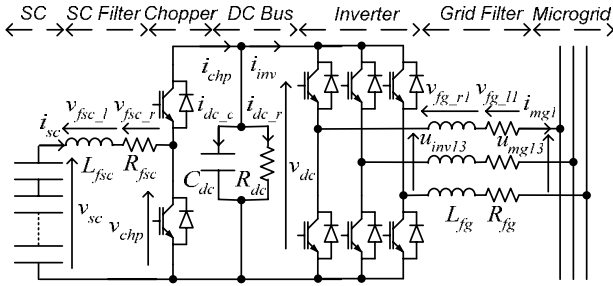 SC SC Filter Chopper DC Bus Inverter Grid Filter Microgrid
i_chp i_inv
v_fsc_l v_fsc_r i_dc_c i_dc_r v_fg_r1 v_fg_l1 i_mg1
i_sc
L_fsc R_fsc C_dc R_dc v_dc u_inv13 u_mg13
v_sc v_chp L_fg R_fg